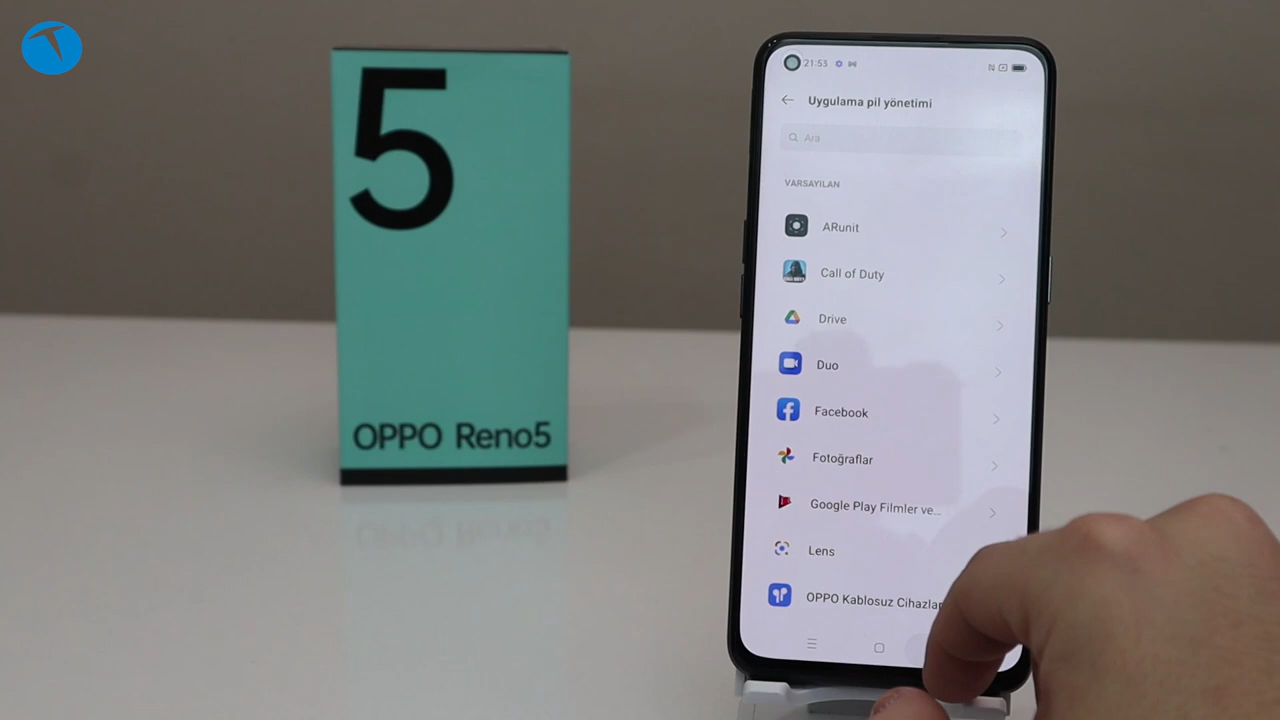 5
OPPO Reno5
21:53
Uygulama pil yönetimi
Ara
VARSAYILAN
ARunit
Call of Duty
Drive
Duo
Facebook
Fotoğraflar
Google Play Filmler ve...
Lens
OPPO Kablosuz Cihazlar